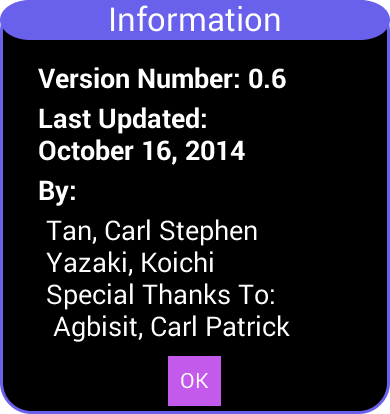 Information
Version Number: 0.6
Last Updated:
October 16, 2014
By:
Tan, Carl Stephen
Yazaki, Koichi
Special Thanks To:
Agbisit, Carl Patrick
OK